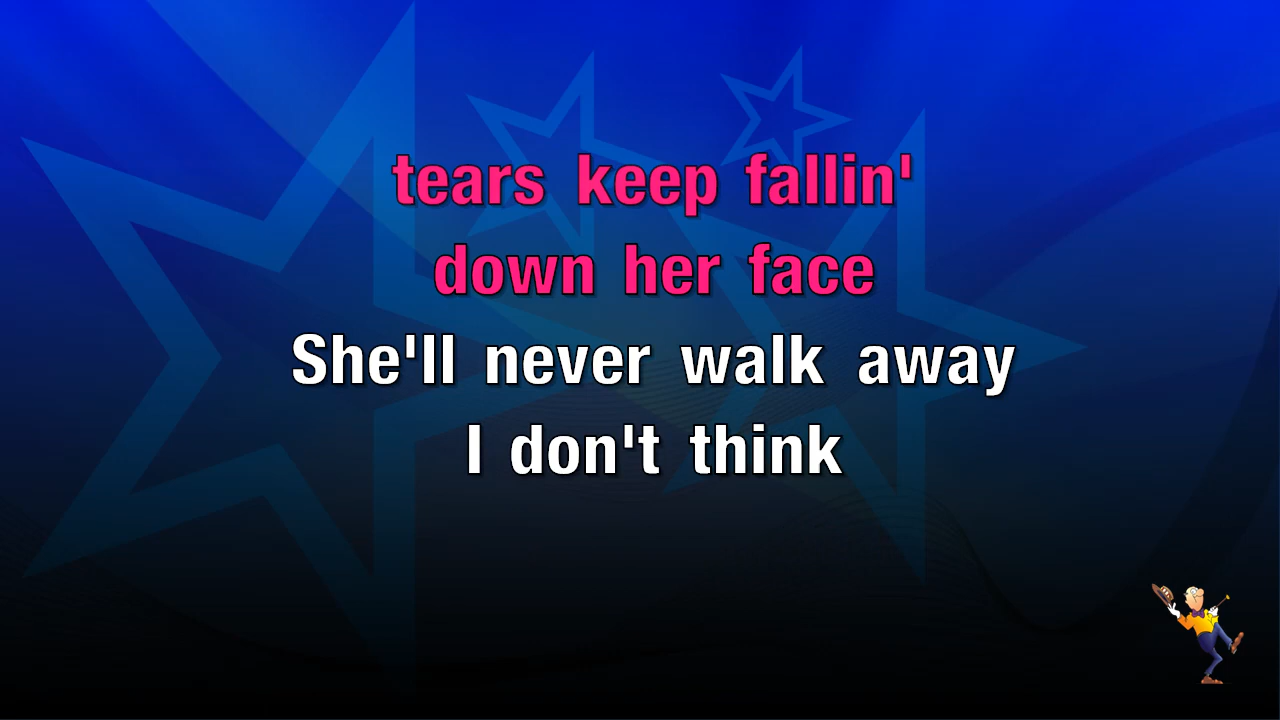 tears keep fallin'
down her face
She'll never walk away
I don't think